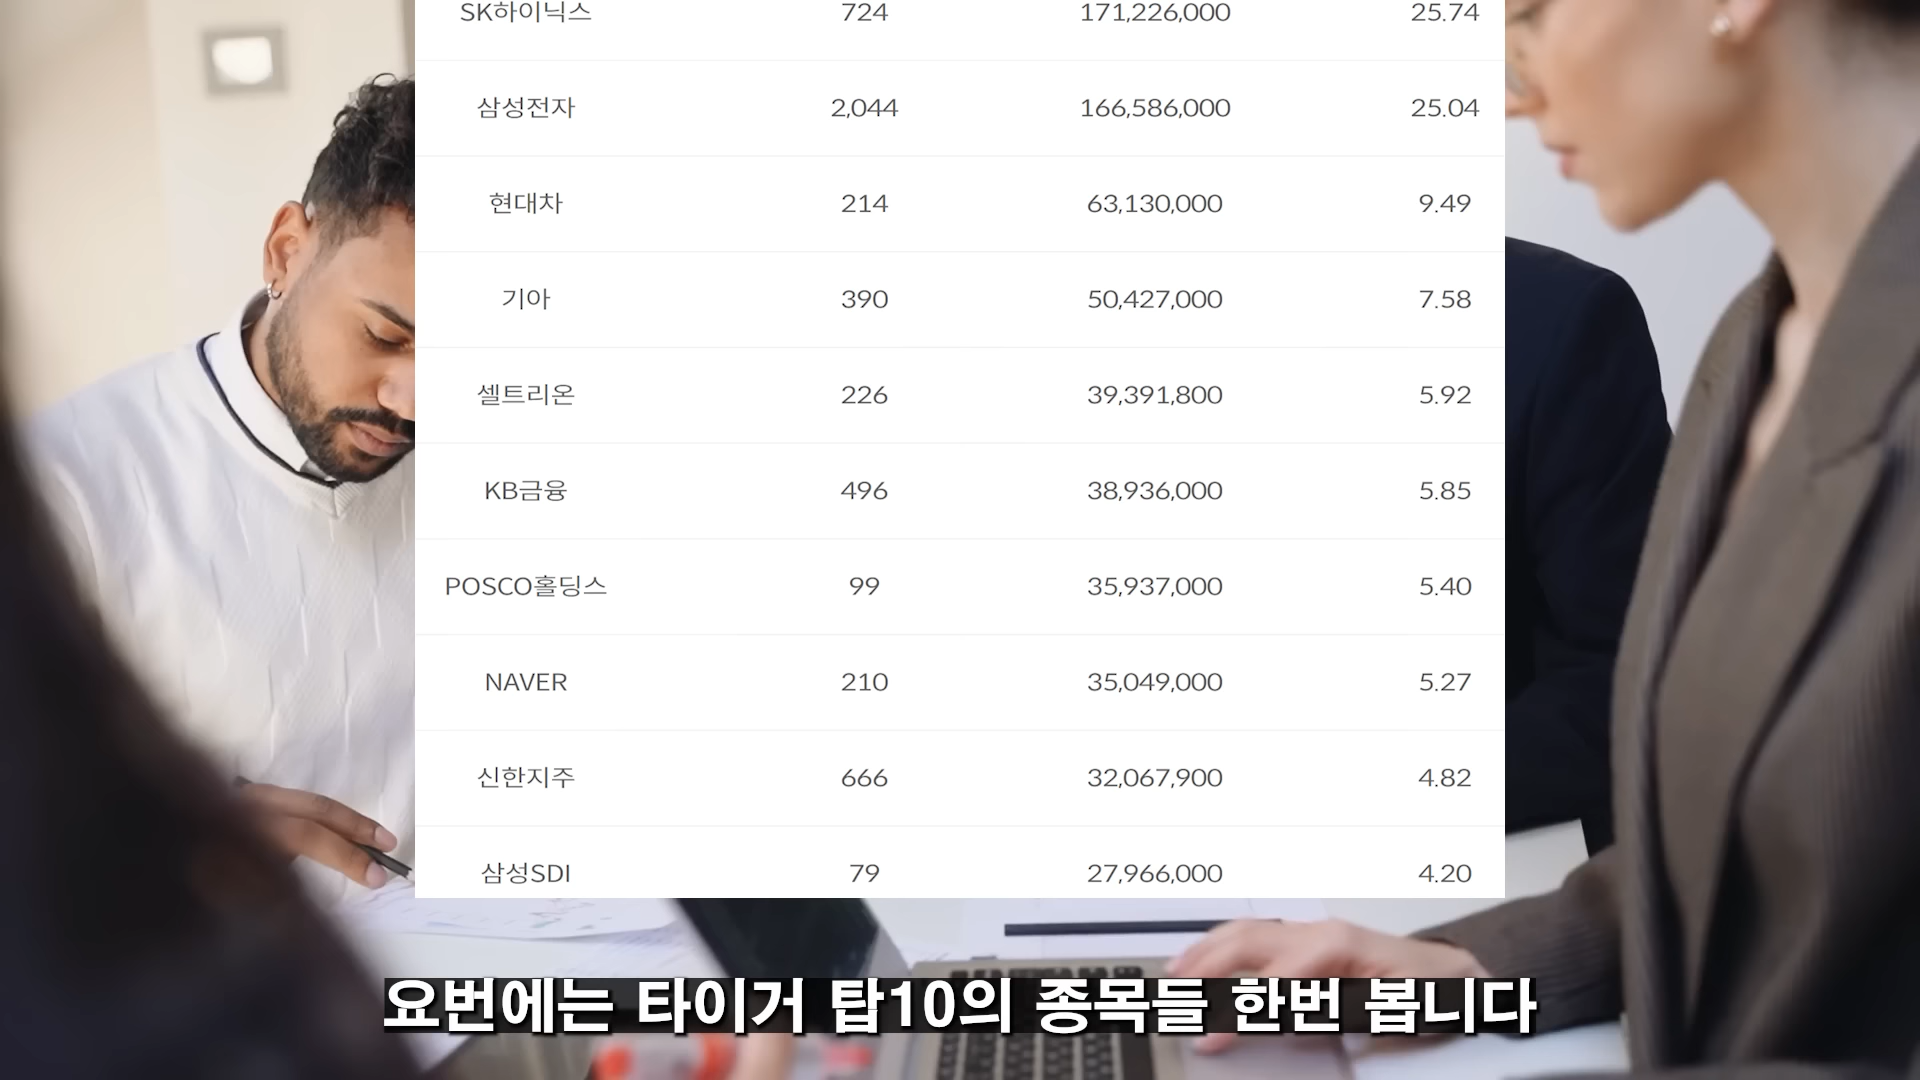 SK하이닉스 724 171,226,000 25.74
삼성전자 2,044 166,586,000 25.04
현대차 214 63,130,000 9.49
기아 390 50,427,000 7.58
셀트리온 226 39,391,800 5.92
KB금융 496 38,936,000 5.85
POSCO홀딩스 99 35,937,000 5.40
NAVER 210 35,049,000 5.27
신한지주 666 32,067,900 4.82
삼성SDI 79 27,966,000 4.20
요번에는 타이거 탑10의 종목들 한번 봅니다